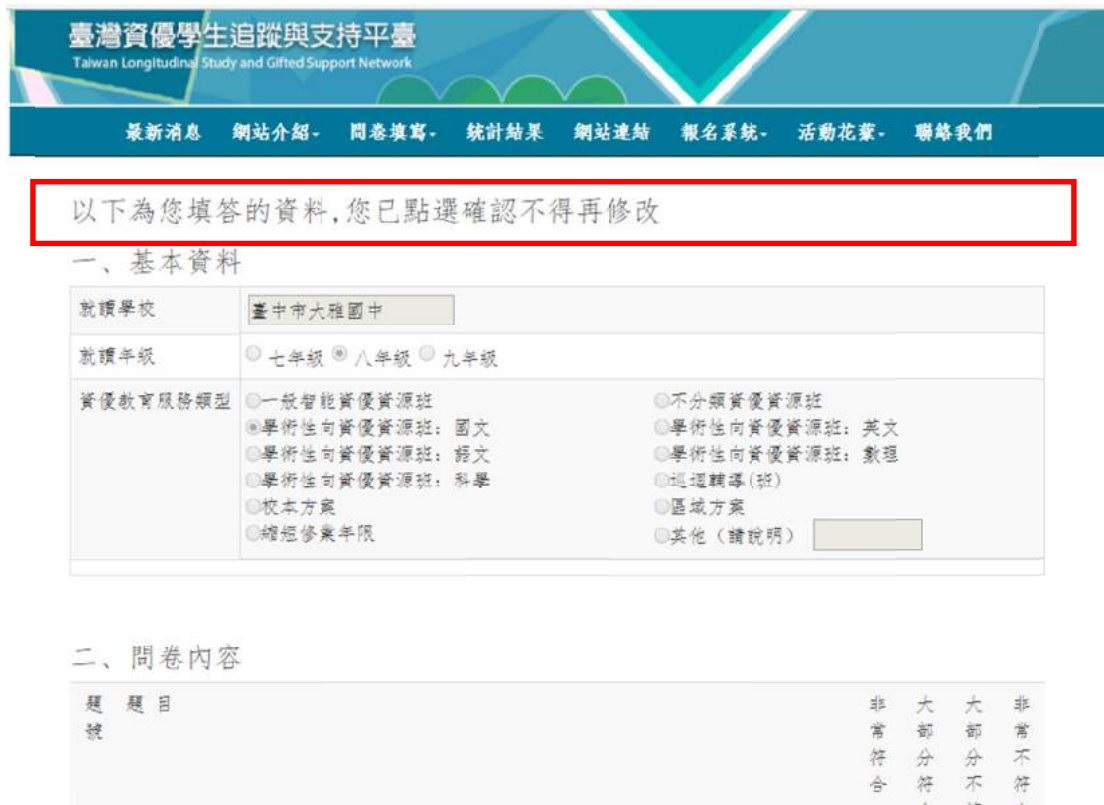 臺灣資優學生追蹤與支持平臺
Taiwan Longitudinal Study and Gifted Support Network
最新消息 網站介紹 問卷填寫 統計結果 網站連結 報名系統 活動花絮 聯絡我們
以下為您填答的資料,您已點選確認不得再修改
一、基本資料
就讀學校 臺中市大雅國中
就讀年級 七年級 八年級 九年級
資優教育服務類型 一般智能資優資源班 不分類資優資源班
學術性向資優資源班：國文 學術性向資優資源班：英文
學術性向資優資源班：語文 學術性向資優資源班：數理
學術性向資優資源班：科學 巡迴輔導(班)
校本方案 區域方案
縮短修業年限 其他（請說明）
二、問卷內容
題號 題目 非常符合 大部分符 大部分不 非常不符